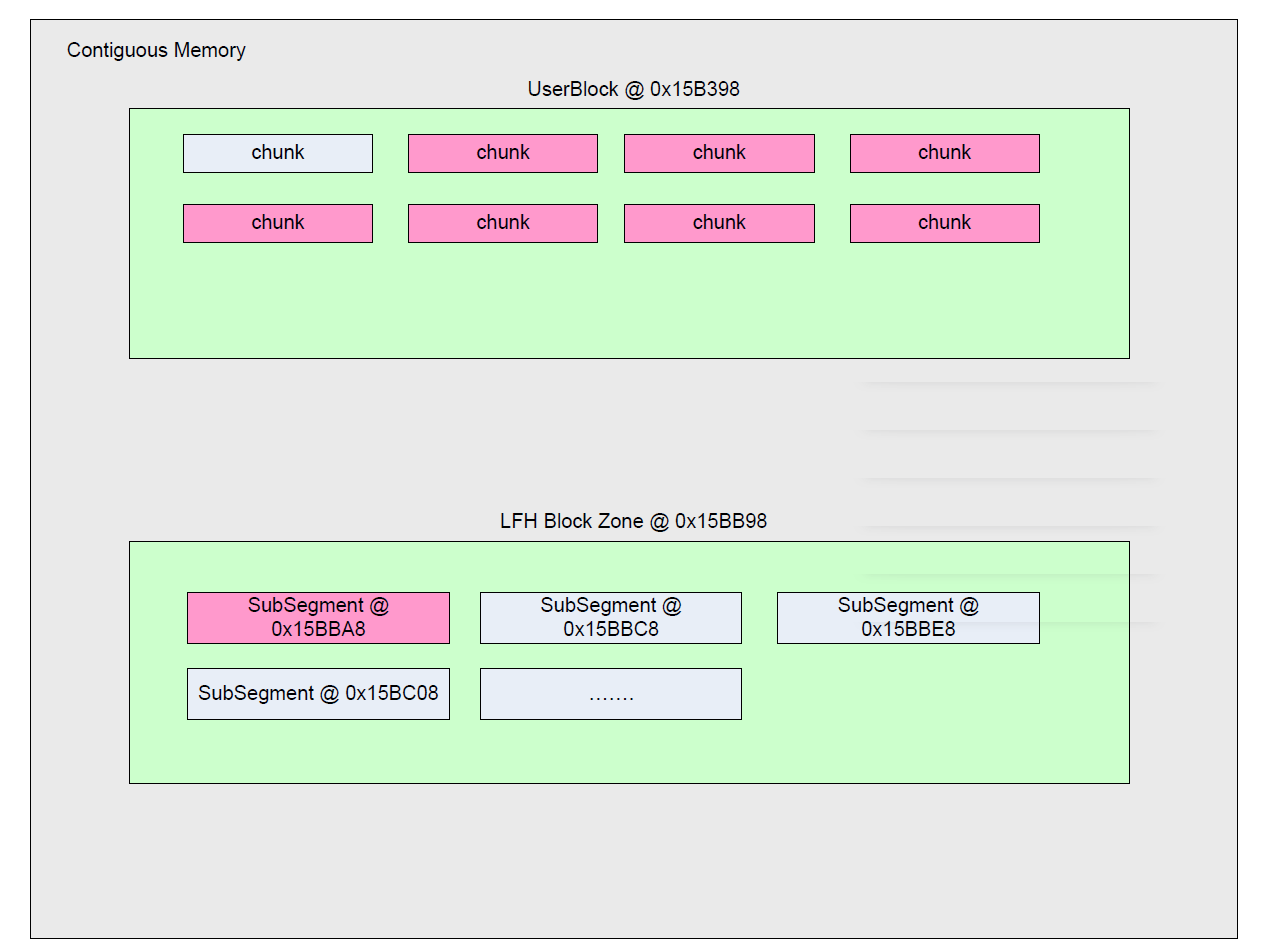 Contiguous Memory
UserBlock @ 0x15B398
chunk chunk chunk chunk
chunk chunk chunk chunk
LFH Block Zone @ 0x15BB98
SubSegment @
0x15BBA8
SubSegment @
0x15BBC8
SubSegment @
0x15BBE8
SubSegment @ 0x15BC08
.......